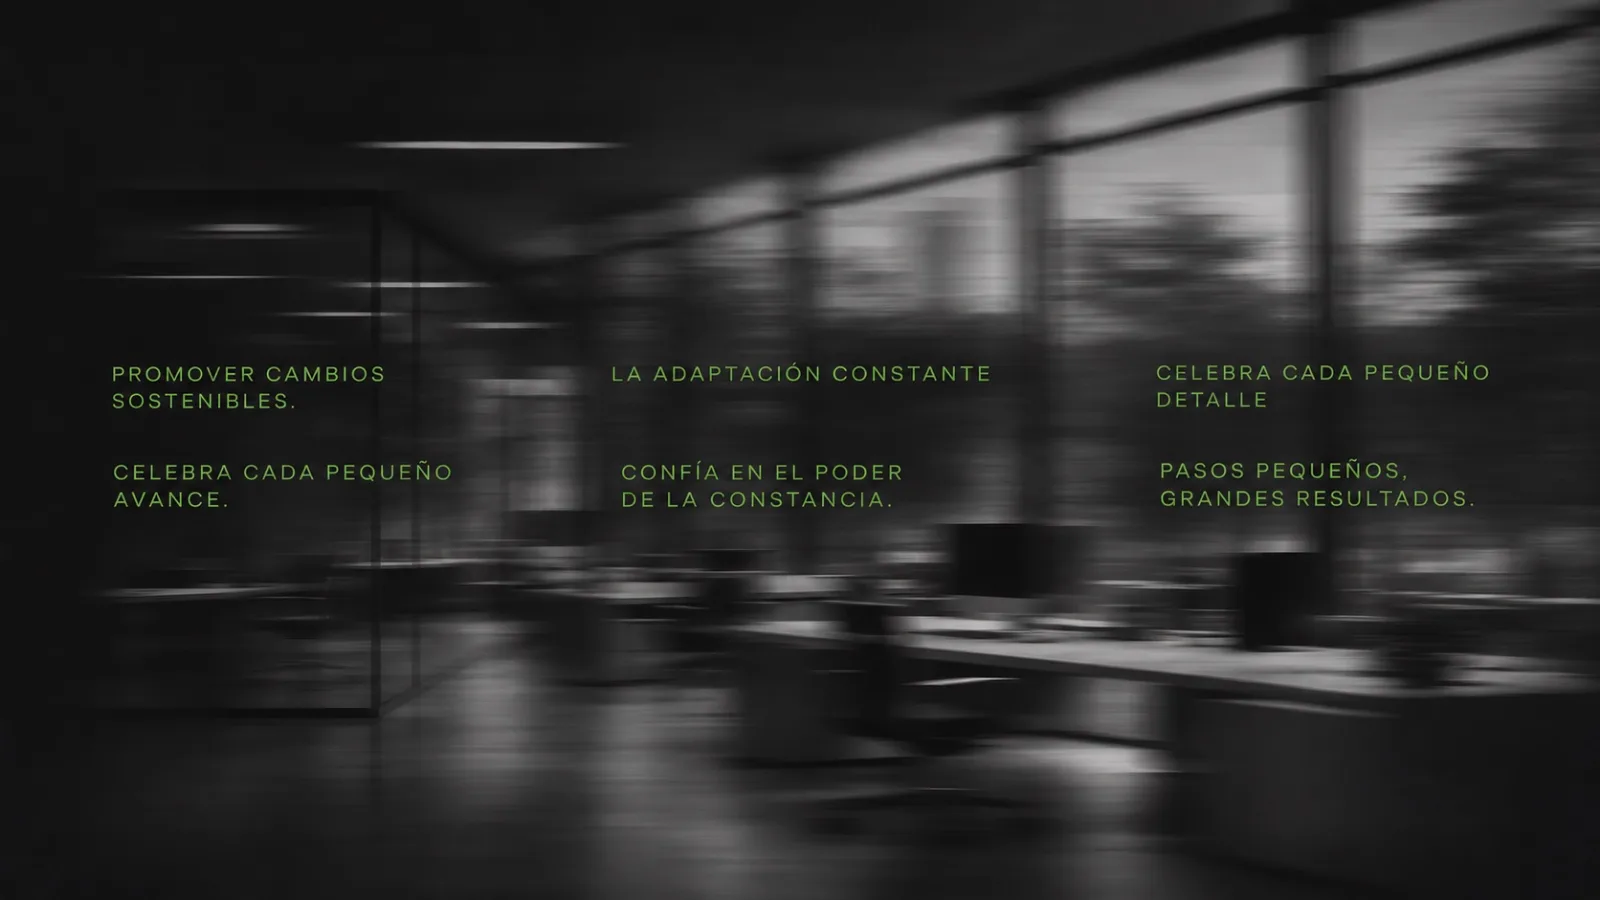 PROMOVER CAMBIOS
SOSTENIBLES.
LA ADAPTACIÓN CONSTANTE
CELEBRA CADA PEQUEÑO
DETALLE
CELEBRA CADA PEQUEÑO
AVANCE.
CONFÍA EN EL PODER
DE LA CONSTANCIA.
PASOS PEQUEÑOS,
GRANDES RESULTADOS.